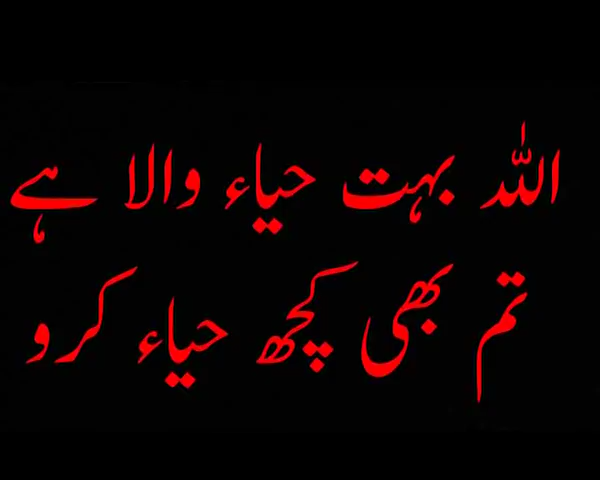 اللہ بہت حیاء والا ہے
تم بھی کچھ حیاء کرو